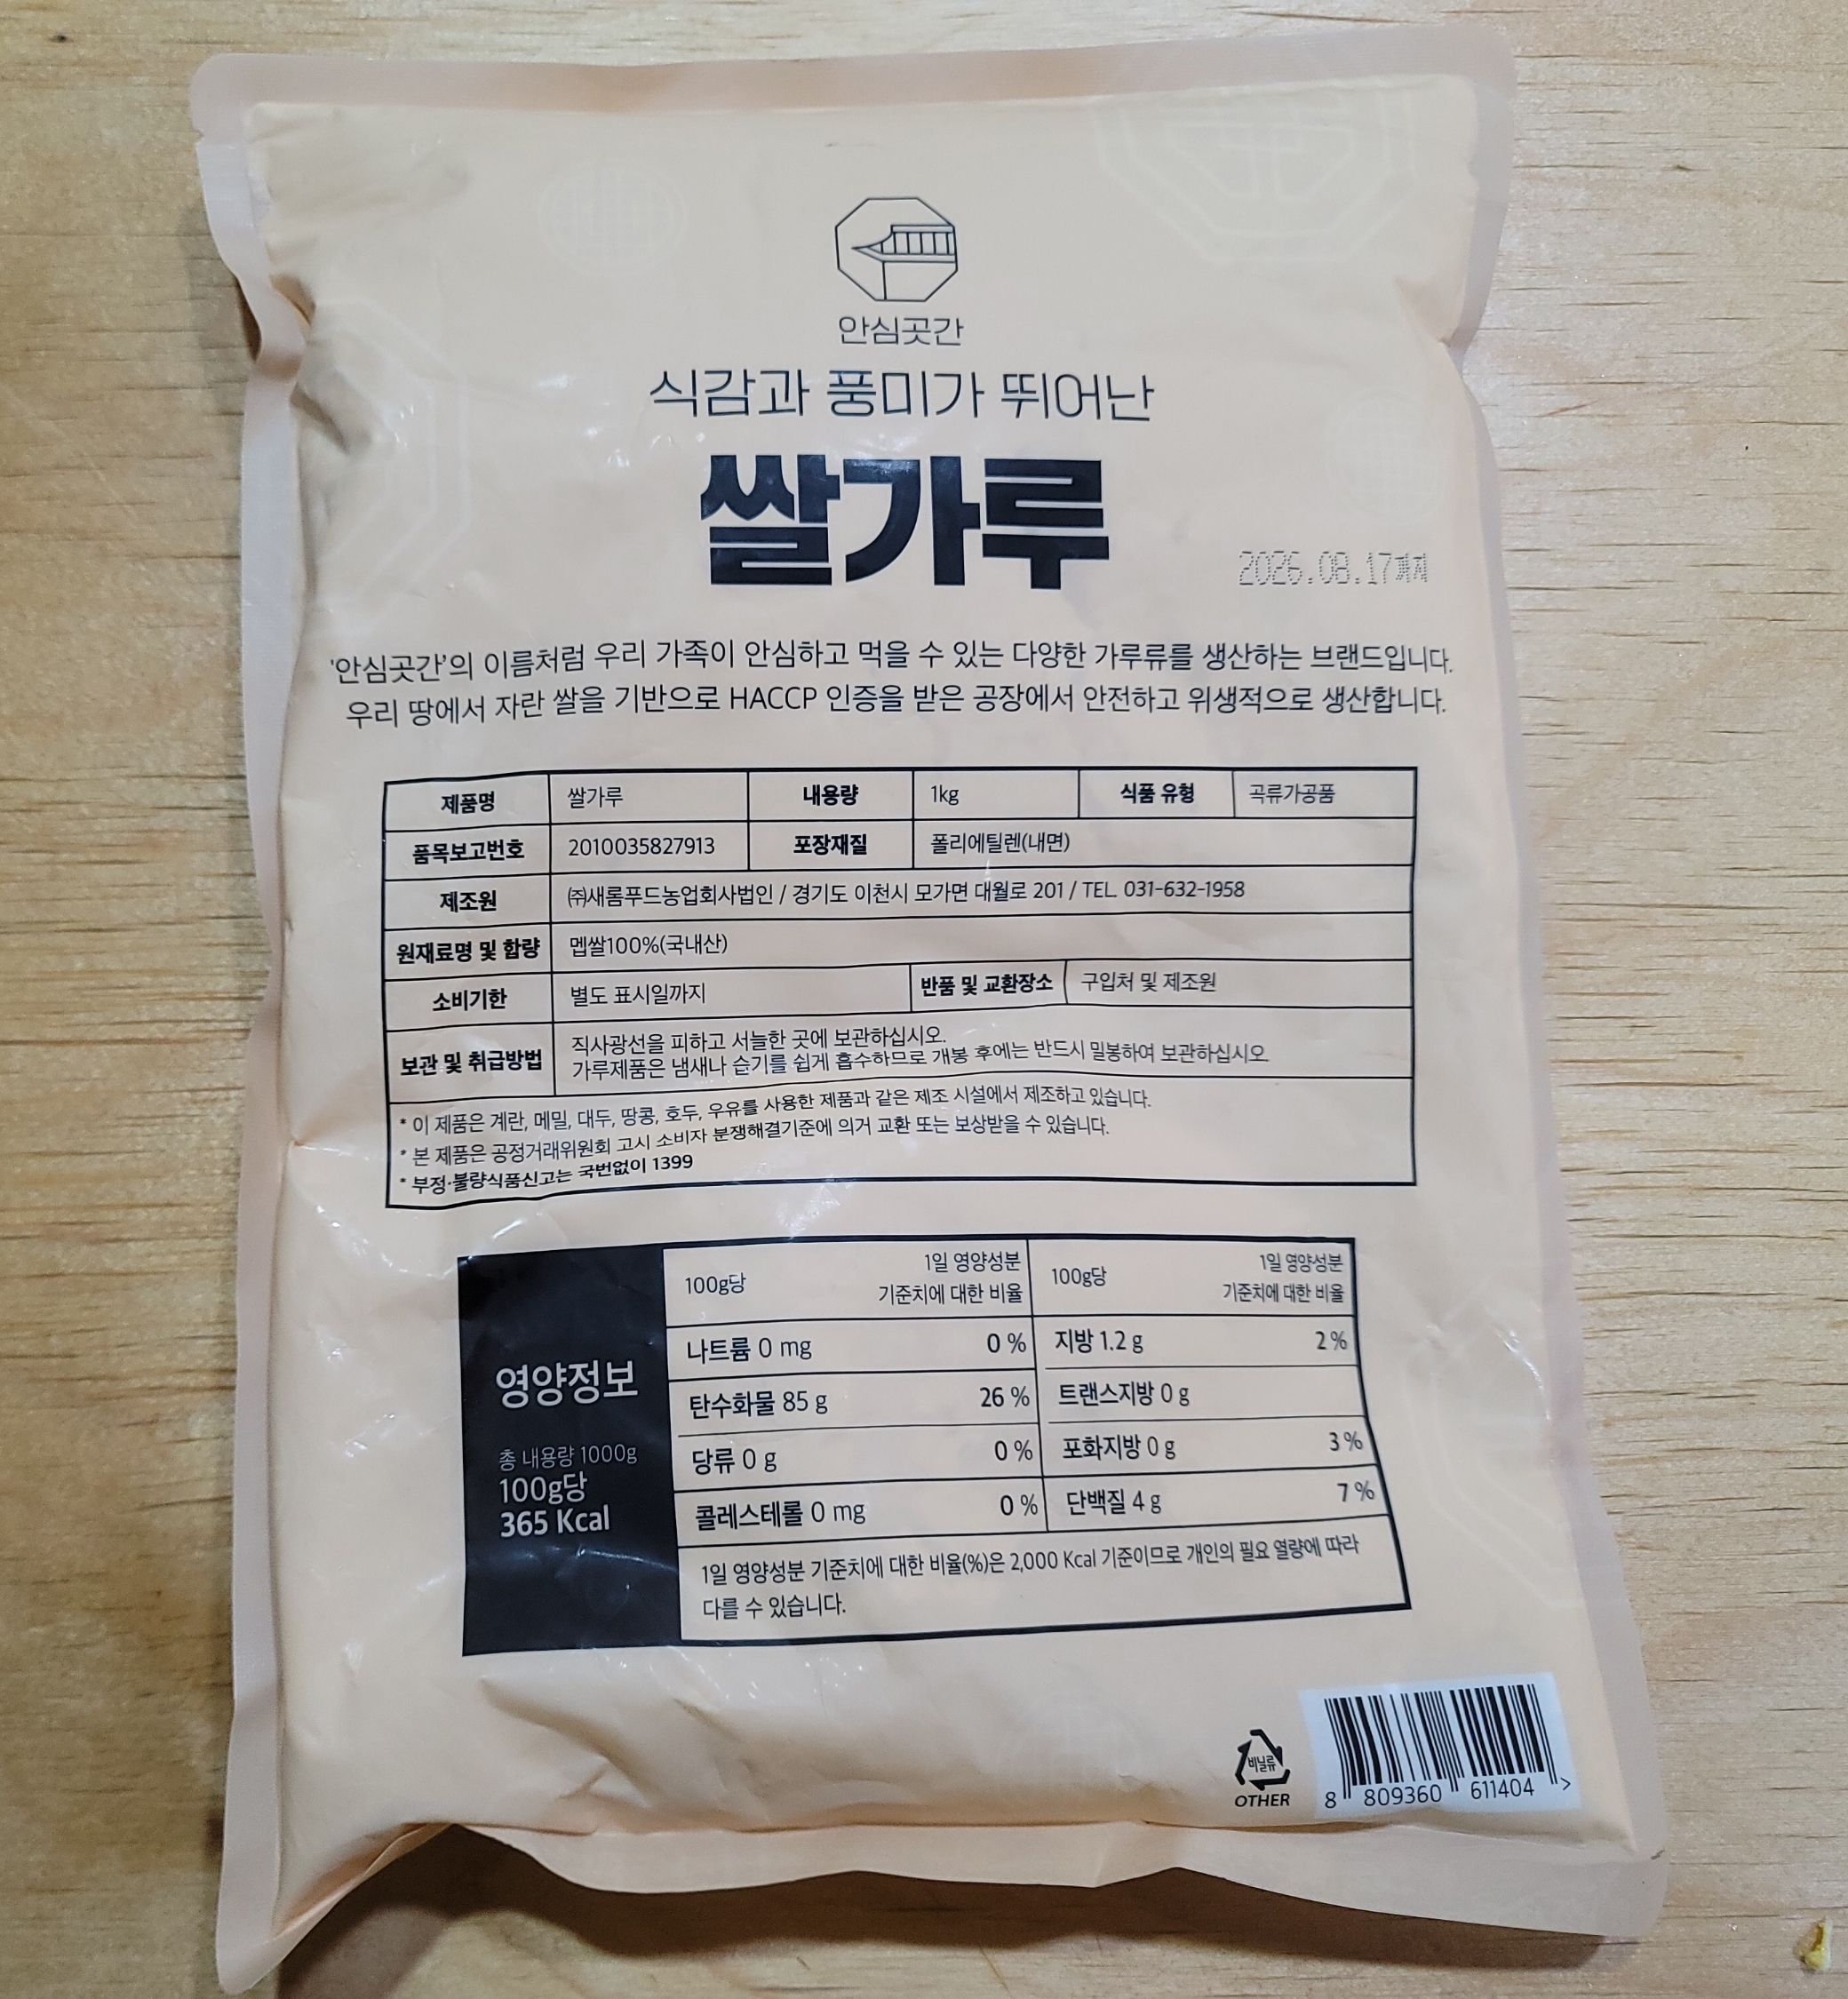 안심곳간
식감과 풍미가 뛰어난
쌀가루
2026.08.17까지
'안심곳간'의 이름처럼 우리 가족이 안심하고 먹을 수 있는 다양한 가루류를 생산하는 브랜드입니다.
우리 땅에서 자란 쌀을 기반으로 HACCP 인증을 받은 공장에서 안전하고 위생적으로 생산합니다.
제품명 쌀가루 내용량 1kg 식품 유형 곡류가공품
품목보고번호 2010035827913 포장재질 폴리에틸렌(내면)
제조원 ㈜새롬푸드농업회사법인 / 경기도 이천시 모가면 대월로 201 / TEL. 031-632-1958
원재료명 및 함량 멥쌀100%(국내산)
소비기한 별도 표시일까지 반품 및 교환장소 구입처 및 제조원
보관 및 취급방법 직사광선을 피하고 서늘한 곳에 보관하십시오.
가루제품은 냄새나 습기를 쉽게 흡수하므로 개봉 후에는 반드시 밀봉하여 보관하십시오.
* 이 제품은 계란, 메밀, 대두, 땅콩, 호두, 우유를 사용한 제품과 같은 제조 시설에서 제조하고 있습니다.
* 본 제품은 공정거래위원회 고시 소비자 분쟁해결기준에 의거 교환 또는 보상받을 수 있습니다.
* 부정·불량식품신고는 국번없이 1399
영양정보
총 내용량 1000g
100g당
365 Kcal
100g당 1일 영양성분 기준치에 대한 비율 100g당 1일 영양성분 기준치에 대한 비율
나트륨 0 mg 0 % 지방 1.2 g 2 %
탄수화물 85 g 26 % 트랜스지방 0 g
당류 0 g 0 % 포화지방 0 g 3 %
콜레스테롤 0 mg 0 % 단백질 4 g 7 %
1일 영양성분 기준치에 대한 비율(%)은 2,000 Kcal 기준이므로 개인의 필요 열량에 따라
다를 수 있습니다.
비닐류
OTHER
8 809360 611404 >